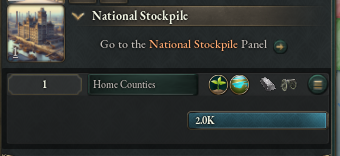 National Stockpile
Go to the National Stockpile Panel
1
Home Counties
2.0K